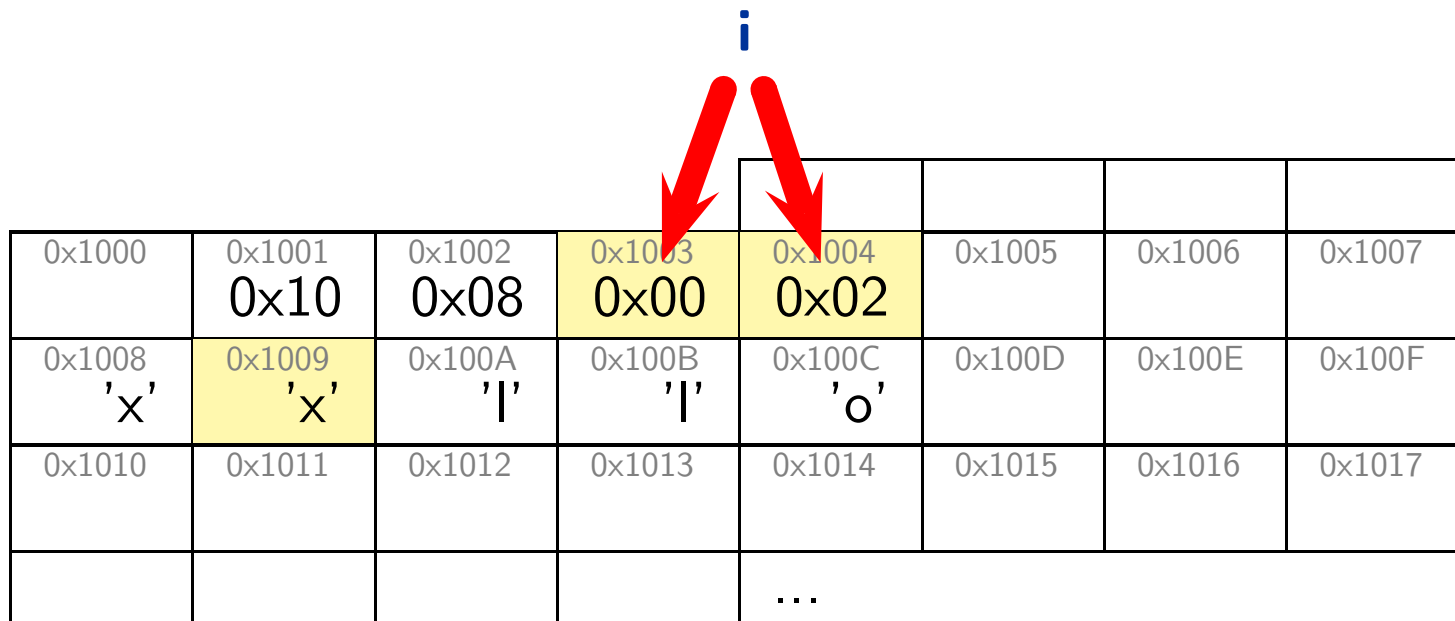 i
0x1000 0x1001 0x1002 0x1003 0x1004 0x1005 0x1006 0x1007
0x10 0x08 0x00 0x02
0x1008 0x1009 0x100A 0x100B 0x100C 0x100D 0x100E 0x100F
'x' 'x' 'l' 'l' 'o'
0x1010 0x1011 0x1012 0x1013 0x1014 0x1015 0x1016 0x1017
...